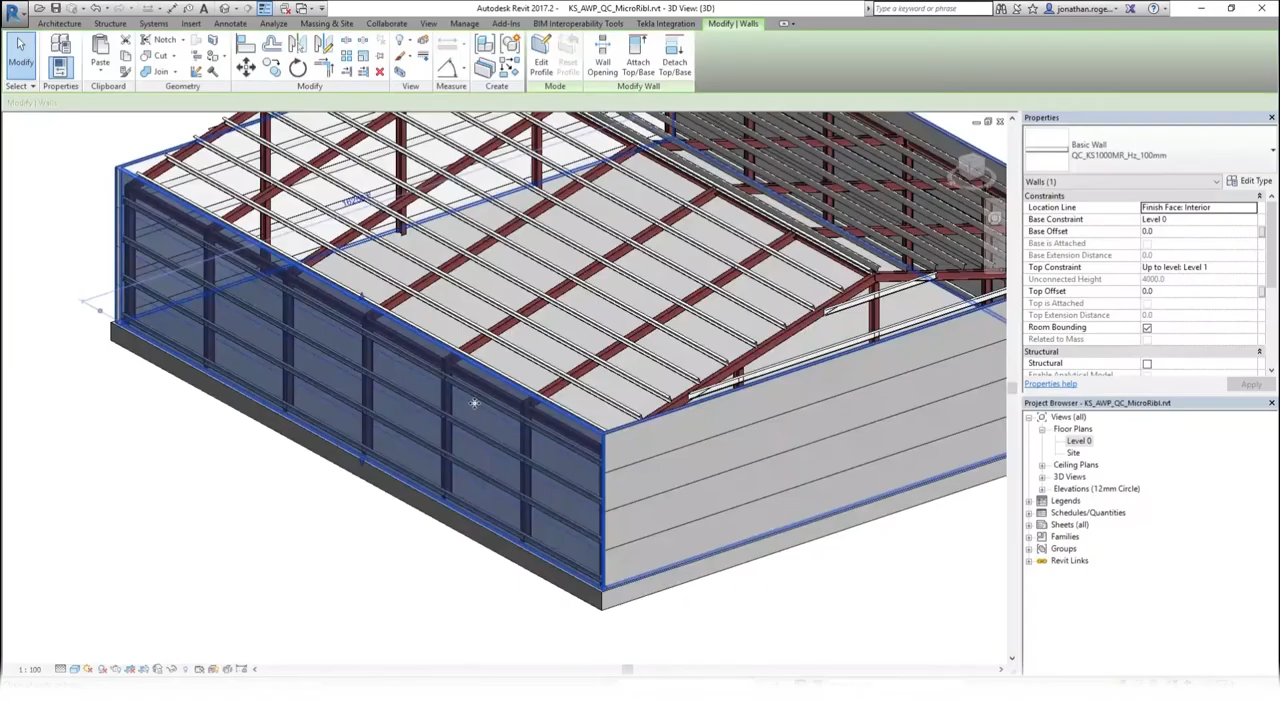 Autodesk Revit 2017.2 - KS_AWP_QC_MicroRibl.rvt - 3D View: {3D}
Type a keyword or phrase
jonathan.roge...
Architecture Structure Systems Insert Annotate Analyze Massing & Site Collaborate View Manage Add-Ins BIM Interoperability Tools Tekla Integration Modify | Walls
Modify
Paste
Notch
Cut
Join
Edit Profile
Reset Profile
Wall Opening
Attach Top/Base
Detach Top/Base
Select Properties Clipboard Geometry Modify View Measure Create Mode Modify Wall
Modify | Walls
Properties
Basic Wall
QC_KS1000MR_Hz_100mm
Walls (1) Edit Type
Constraints
Location Line Finish Face: Interior
Base Constraint Level 0
Base Offset 0.0
Base is Attached
Base Extension Distance 0.0
Top Constraint Up to level: Level 1
Unconnected Height 4000.0
Top Offset 0.0
Top is Attached
Top Extension Distance 0.0
Room Bounding
Related to Mass
Structural
Structural
Enable Analytical Model
Properties help Apply
Project Browser - KS_AWP_QC_MicroRibl.rvt
Views (all)
Floor Plans
Level 0
Site
Ceiling Plans
3D Views
Elevations (12mm Circle)
Legends
Schedules/Quantities
Sheets (all)
Families
Groups
Revit Links
1 : 100